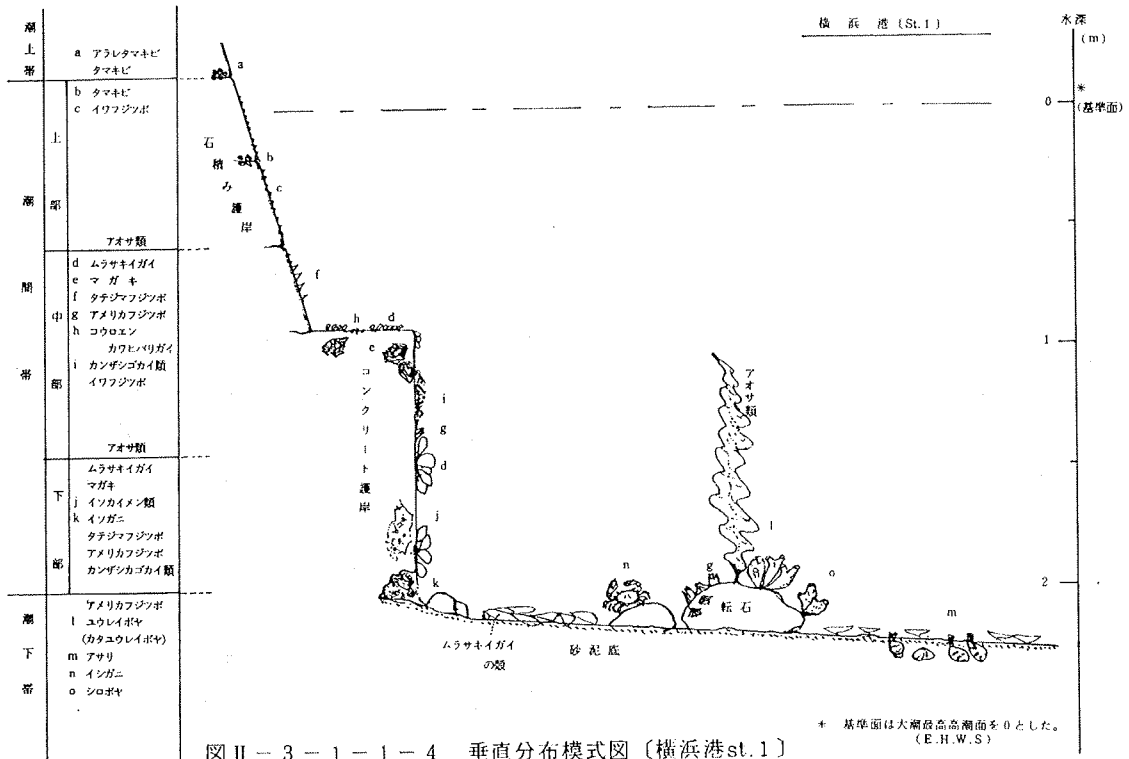 横浜港 (St.1)
水深
(m)
*
0
(基準面)
1
2
潮上帯
a アラレタマキビ
タマキビ
潮間帯
上部
b タマキビ
c イワフジツボ
アオサ類
中部
d ムラサキイガイ
e マガキ
f タテジマフジツボ
g アメリカフジツボ
h コウロエン
カワヒバリガイ
i カンザシゴカイ類
イワフジツボ
アオサ類
下部
ムラサキイガイ
マガキ
j イソカイメン類
k イソガニ
タテジマフジツボ
アメリカフジツボ
カンザシカゴカイ類
潮下帯
アメリカフジツボ
l ユウレイボヤ
(カタユウレイボヤ)
m アサリ
n イシガニ
o シロボヤ
a
石積み護岸
b
c
f
h
d
e
コンクリート護岸
i
g
d
j
k
アオサ類
l
n
g
o
転石
m
ムラサキイガイ
の殻
砂泥底
* 基準面は大潮最高高潮面を0とした。
(E.H.W.S)
図II-3-1-1-4 垂直分布模式図〔横浜港st.1〕